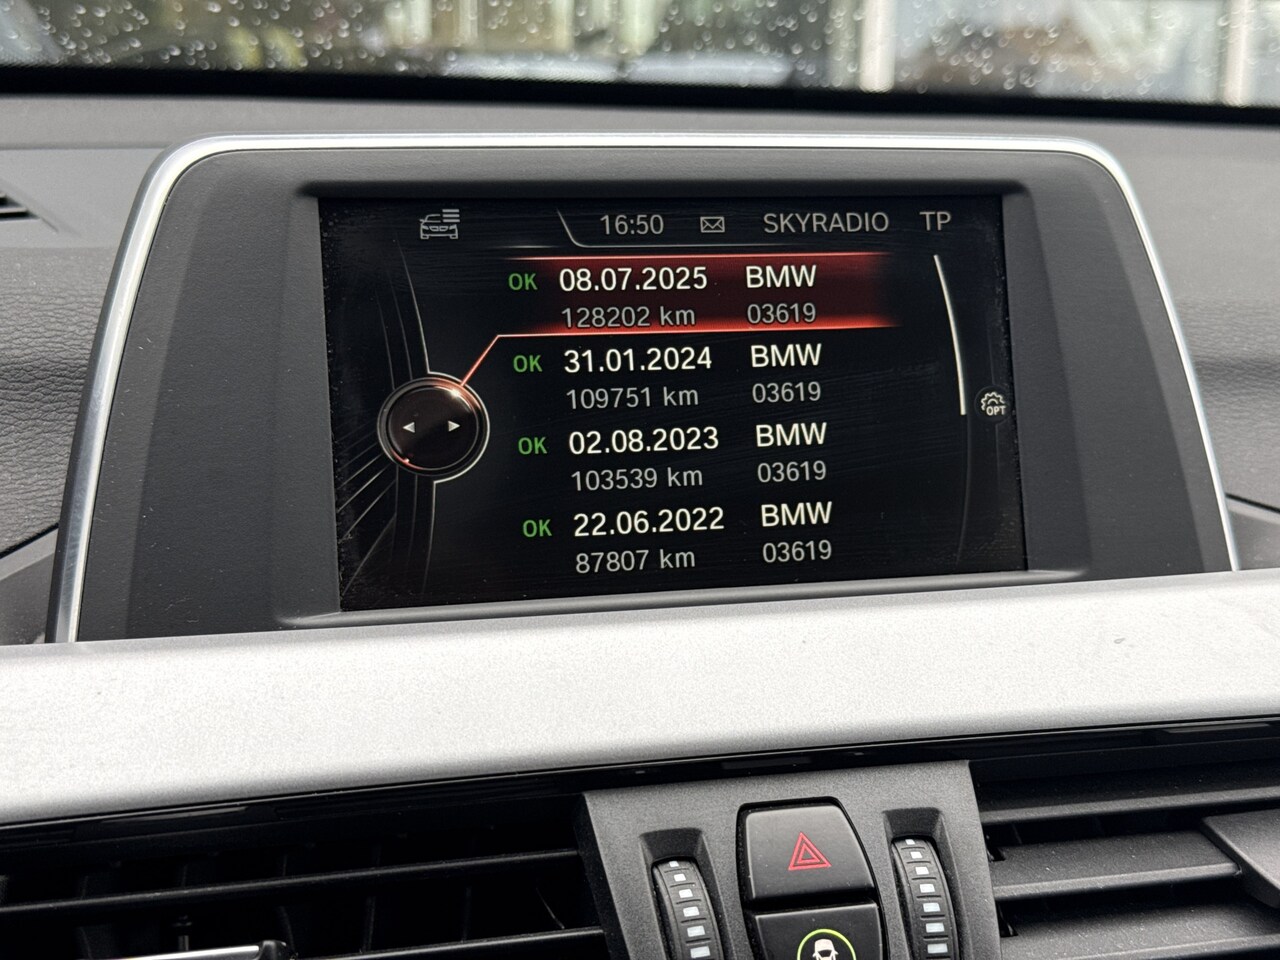 16:50 SKYRADIO TP
OK 08.07.2025 BMW
128202 km 03619
OK 31.01.2024 BMW
109751 km 03619
OPT
OK 02.08.2023 BMW
103539 km 03619
OK 22.06.2022 BMW
87807 km 03619